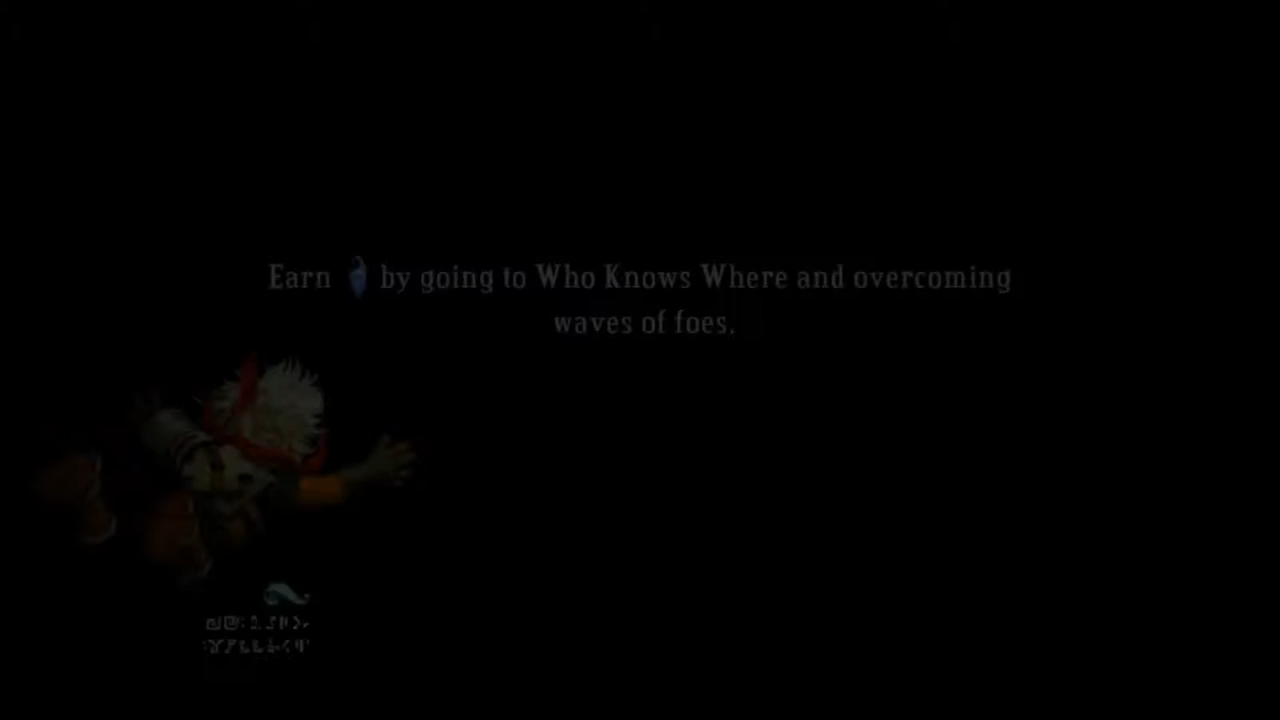 Earn by going to Who Knows Where and overcoming
waves of foes.